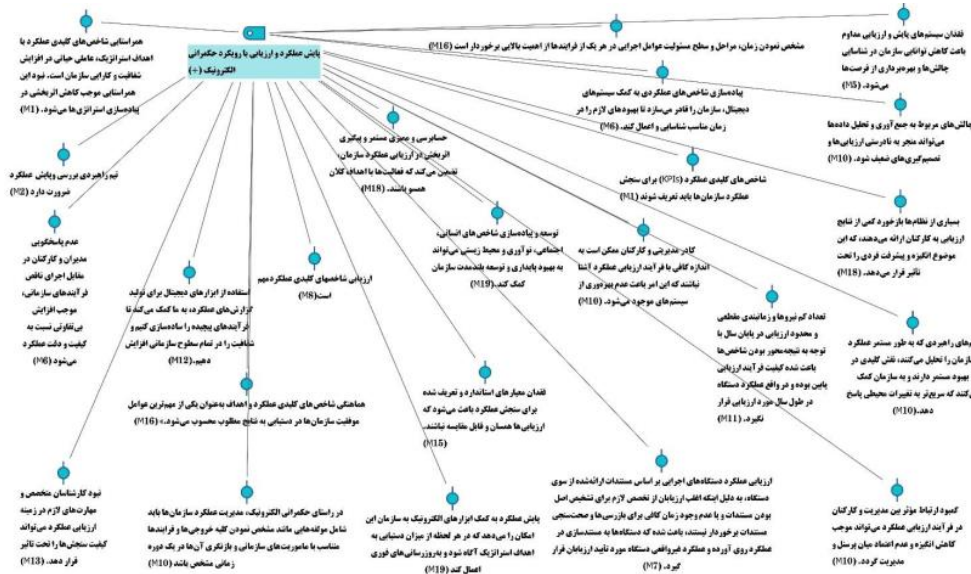 پایش عملکرد و ارزیابی با رویکرد حکمرانی
الکترونیک (+)
همراستایی شاخص‌های کلیدی عملکرد با
اهداف استراتژیک، عاملی حیاتی در افزایش
شفافیت و کارایی سازمان است. نبود این
همراستایی موجب کاهش اثربخشی در
پیاده‌سازی استراتژی‌ها می‌شود. (M1)
مشخص نمودن زمان، مراحل و سطح مسئولیت عوامل اجرایی در هر یک از فرایندها از اهمیت بالایی برخوردار است (M16)
فقدان سیستم‌های پایش و ارزیابی مداوم
باعث کاهش توانایی سازمان در شناسایی
چالش‌ها و بهره‌برداری از فرصت‌ها
می‌شود. (M5)
پیاده‌سازی شاخص‌های عملکردی به کمک سیستم‌های
دیجیتال، سازمان را قادر می‌سازد تا بهبودهای لازم را در
زمان مناسب شناسایی و اعمال کند. (M6)
چالش‌های مربوط به جمع‌آوری و تحلیل داده‌ها
می‌تواند منجر به نادرستی ارزیابی‌ها و
تصمیم‌گیری‌های ضعیف شود. (M10)
حسابرسی و ممیزی مستمر و پیگیری
اثربخش در ارزیابی عملکرد سازمان،
تضمین می‌کند که فعالیت‌ها با اهداف کلان
همسو باشند. (M18)
تیم راهبردی بررسی وپایش عملکرد
ضرورت دارد (M2)
شاخص‌های کلیدی عملکرد (KPIs) برای سنجش
عملکرد سازمان‌ها باید تعریف شوند (M1)
بسیاری از نظام‌ها بازخورد کمی از نتایج
ارزیابی به کارکنان ارائه می‌دهند، که این
موضوع انگیزه و پیشرفت فردی را تحت
تأثیر قرار می‌دهد. (M18)
عدم پاسخگویی
مدیران و کارکنان در
مقابل اجرای ناقص
فرآیندهای سازمانی،
موجب افزایش
بی‌تفاوتی نسبت به
کیفیت و دقت عملکرد
می‌شود (M6)
توسعه و پیاده‌سازی شاخص‌های انسانی،
اجتماعی، نوآوری و محیط زیستی می‌تواند
به بهبود پایداری و توسعه بلندمدت سازمان
کمک کند. (M19)
کادر مدیریتی و کارکنان ممکن است به
اندازه کافی با فرآیند ارزیابی عملکرد آشنا
نباشند که این امر باعث عدم بهره‌وری از
سیستم‌های موجود می‌شود. (M10)
ارزیابی شاخصهای کلیدی عملکردمهم
است (M8)
استفاده از ابزارهای دیجیتال برای تولید
گزارش‌های عملکرد، به ما کمک می‌کند تا
فرآیندهای پیچیده را ساده‌سازی کنیم و
شفافیت را در تمام سطوح سازمانی افزایش
دهیم. (M12)
تعداد کم نیروها و زمانبندی مقطعی
و محدود ارزیابی در پایان سال با
توجه به نتیجه‌محور بودن شاخص‌ها
باعث شده کیفیت فرآیند ارزیابی
پایین بوده و در واقع عملکرد دستگاه
در طول سال مورد ارزیابی قرار
نگیرد. (M11)
تیم‌های راهبردی که به طور مستمر عملکرد
سازمان را تحلیل می‌کنند، نقش کلیدی در
بهبود مستمر دارند و به سازمان کمک
می‌کنند که سریع‌تر به تغییرات محیطی پاسخ
دهد. (M10)
هماهنگی شاخص‌های کلیدی عملکرد و اهداف به‌عنوان یکی از مهم‌ترین عوامل
موفقیت سازمان‌ها در دستیابی به نتایج مطلوب محسوب می‌شود.» (M16)
فقدان معیارهای استاندارد و تعریف شده
برای سنجش عملکرد باعث می‌شود که
ارزیابی‌ها همسان و قابل مقایسه نباشند.
(M15)
نبود کارشناسان متخصص و
مهارت‌های لازم در زمینه
ارزیابی عملکرد می‌تواند
کیفیت سنجش‌ها را تحت تاثیر
قرار دهد. (M13)
در راستای حکمرانی الکترونیک، مدیریت عملکرد سازمان‌ها باید
شامل مولفه‌هایی مانند مشخص نمودن کلیه خروجی‌ها و فرایندها
متناسب با ماموریت‌های سازمانی و بازنگری آن‌ها در یک دوره
زمانی مشخص باشد (M10)
پایش عملکرد به کمک ابزارهای الکترونیک به سازمان این
امکان را می‌دهد که در هر لحظه از میزان دستیابی به
اهداف استراتژیک آگاه شود و به‌روزرسانی‌های فوری
اعمال کند (M19)
ارزیابی عملکرد دستگاه‌های اجرایی بر اساس مستندات ارائه‌شده از سوی
دستگاه، به دلیل اینکه اغلب ارزیابان از تخصص لازم برای تشخیص اصل
بودن مستندات و یا عدم وجود زمان کافی برای بازرسی‌ها و صحت‌سنجی
مستندات برخوردار نیستند، باعث شده که دستگاه‌ها به مستندسازی در
عملکرد روی آورده و عملکرد غیرواقعی دستگاه مورد تأیید ارزیابان قرار
گیرد. (M7)
کمبود ارتباط مؤثر بین مدیریت و کارکنان
در فرآیند ارزیابی عملکرد می‌تواند موجب
کاهش انگیزه و عدم اعتماد میان پرسنل و
مدیریت گردد. (M10)